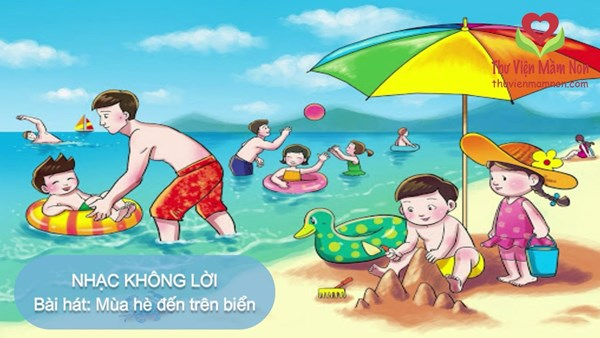 Thư Viện Mầm Non
thuvienmamnon.com
NHẠC KHÔNG LỜI
Bài hát: Mùa hè đến trên biển